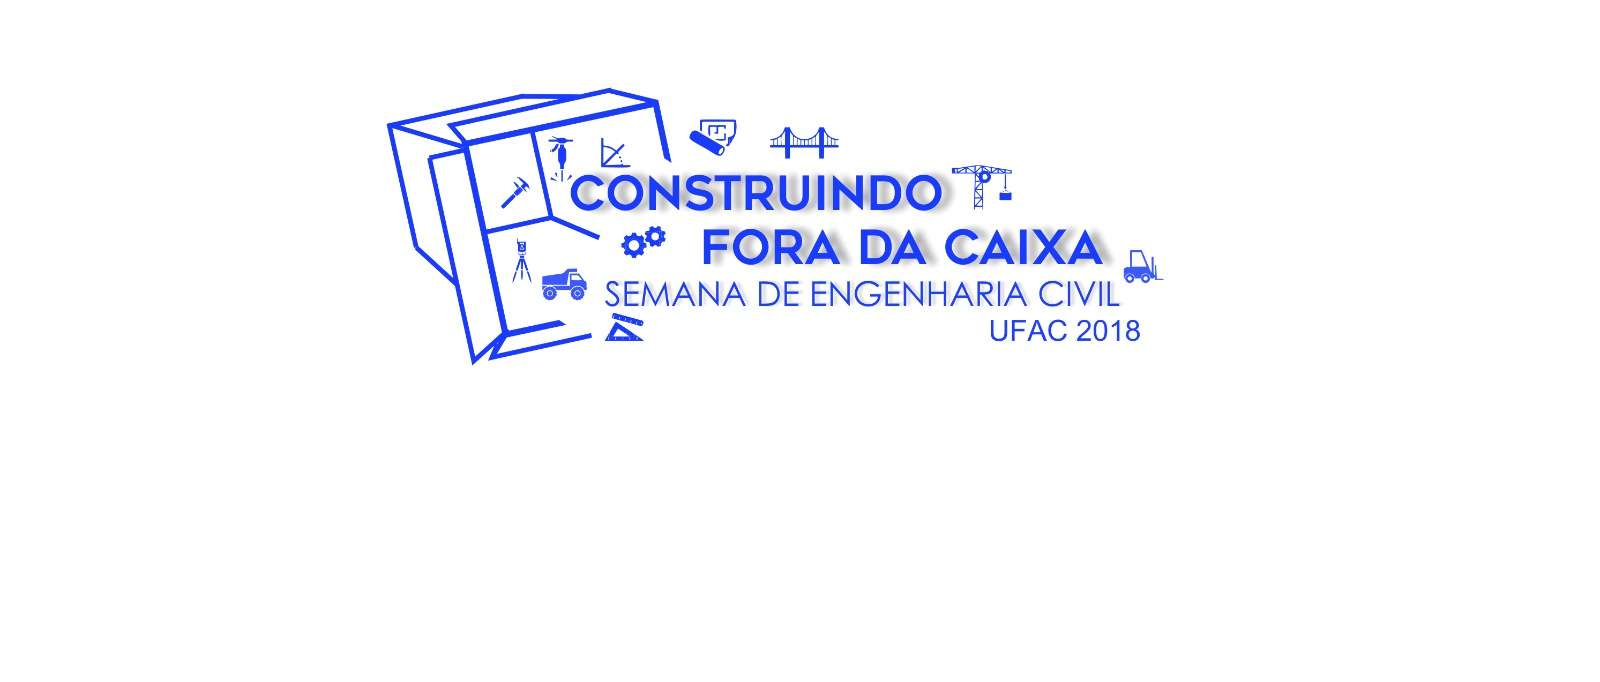 CONSTRUINDO
FORA DA CAIXA
SEMANA DE ENGENHARIA CIVIL
UFAC 2018